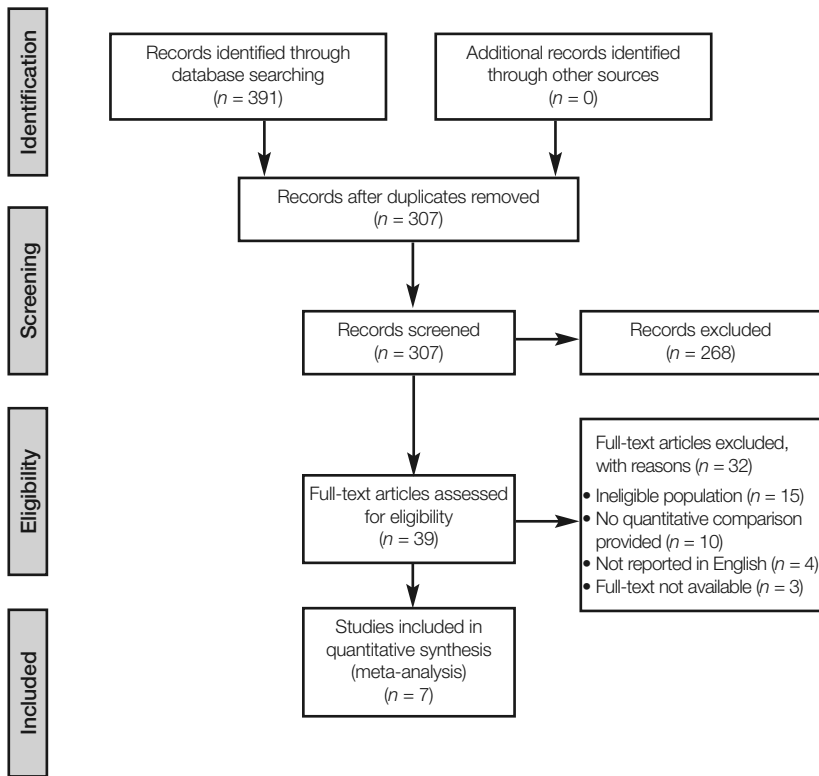 Identification
Records identified through
database searching
(n = 391)
Additional records identified
through other sources
(n = 0)
Records after duplicates removed
(n = 307)
Screening
Records screened
(n = 307)
Records excluded
(n = 268)
Eligibility
Full-text articles assessed
for eligibility
(n = 39)
Full-text articles excluded,
with reasons (n = 32)
• Ineligible population (n = 15)
• No quantitative comparison
provided (n = 10)
• Not reported in English (n = 4)
• Full-text not available (n = 3)
Included
Studies included in
quantitative synthesis
(meta-analysis)
(n = 7)